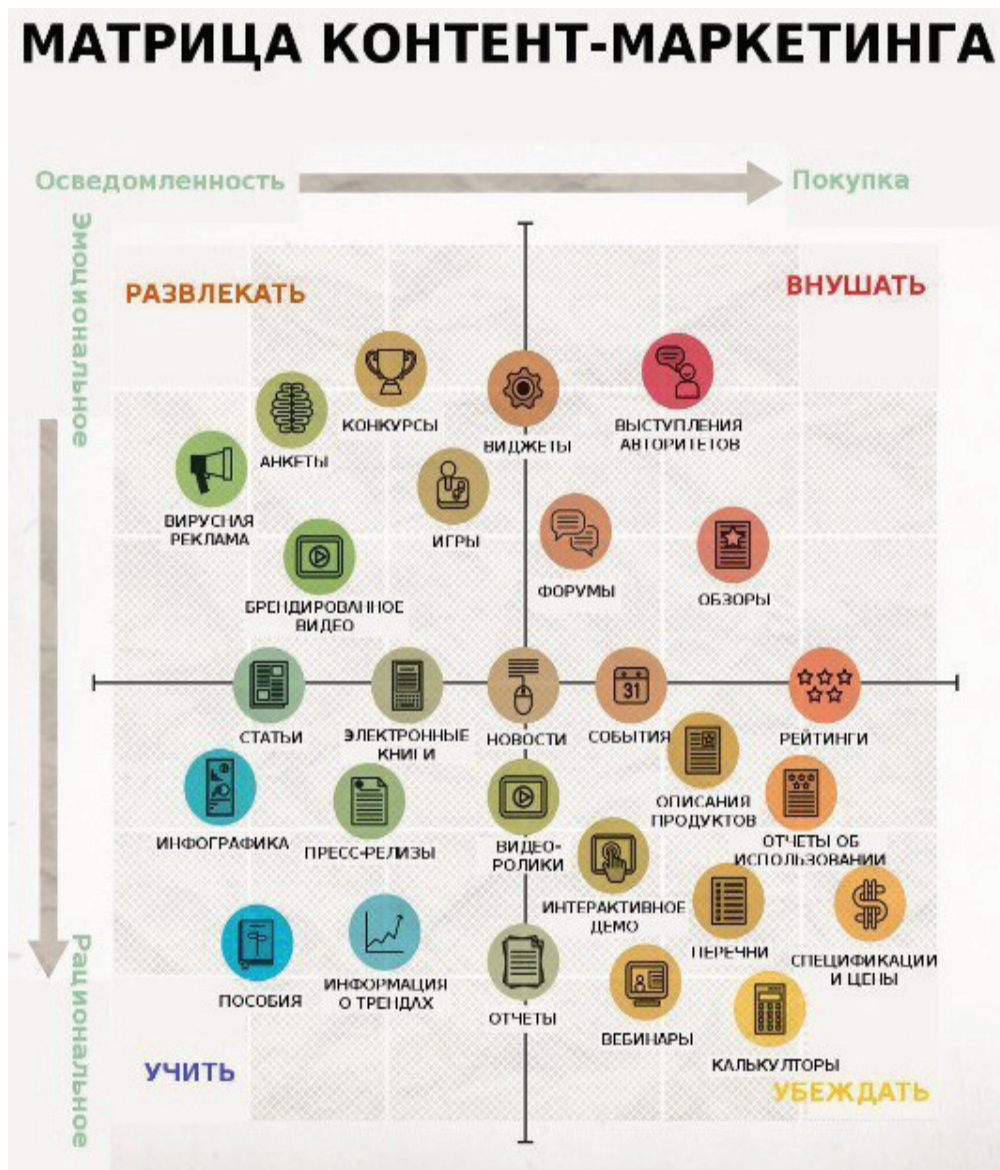 МАТРИЦА КОНТЕНТ-МАРКЕТИНГА
Осведомленность
Покупка
Эмоциональное
РАЗВЛЕКАТЬ
ВНУШАТЬ
КОНКУРСЫ
ВИДЖЕТЫ
ВЫСТУПЛЕНИЯ
АВТОРИТЕТОВ
АНКЕТЫ
ВИРУСНАЯ
РЕКЛАМА
ИГРЫ
ФОРУМЫ
ОБЗОРЫ
БРЕНДИРОВАННОЕ
ВИДЕО
31
СТАТЬИ
ЭЛЕКТРОННЫЕ
КНИГИ
НОВОСТИ
СОБЫТИЯ
РЕЙТИНГИ
ИНФОГРАФИКА
ПРЕСС-РЕЛИЗЫ
ВИДЕО-
РОЛИКИ
ОПИСАНИЯ
ПРОДУКТОВ
ОТЧЕТЫ ОБ
ИСПОЛЬЗОВАНИИ
ИНТЕРАКТИВНОЕ
ДЕМО
ПЕРЕЧНИ
СПЕЦИФИКАЦИИ
И ЦЕНЫ
Рациональное
ПОСОБИЯ
ИНФОРМАЦИЯ
О ТРЕНДАХ
ОТЧЕТЫ
ВЕБИНАРЫ
КАЛЬКУЛТОРЫ
УЧИТЬ
УБЕЖДАТЬ